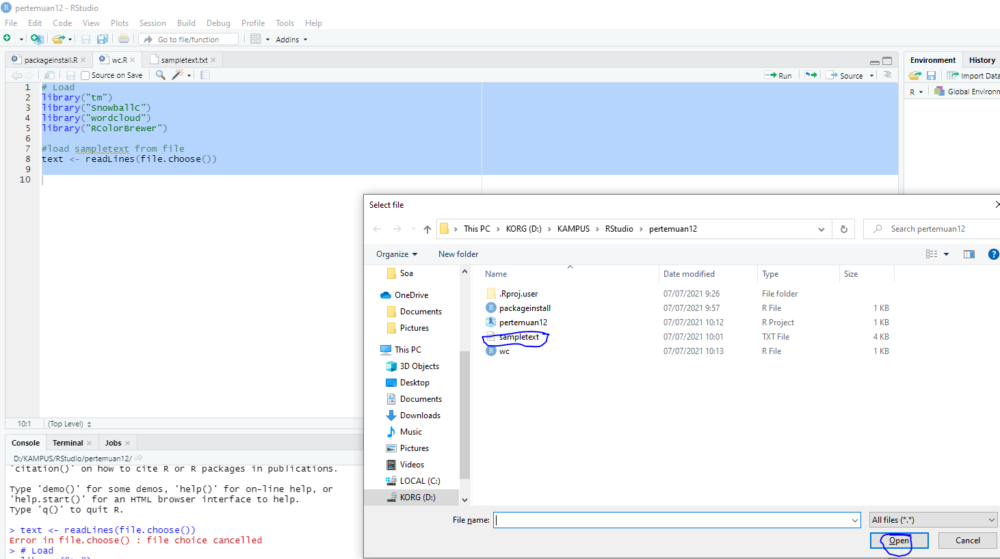 pertemuan12 - RStudio
File Edit Code View Plots Session Build Debug Profile Tools Help
Go to file/function Addins
packageinstall.R wc.R sampletext.txt
Source on Save Run Source
1 # Load
2 library("tm")
3 library("SnowballC")
4 library("wordcloud")
5 library("RColorBrewer")
6
7 #load sampletext from file
8 text <- readLines(file.choose())
9
10
10:1 (Top Level)
Environment History
Import Data
R Global Environm
Console Terminal Jobs
D:/KAMPUS/RStudio/pertemuan12/
'citation()' on how to cite R or R packages in publications.
Type 'demo()' for some demos, 'help()' for on-line help, or
'help.start()' for an HTML browser interface to help.
Type 'q()' to quit R.
> text <- readLines(file.choose())
Error in file.choose() : file choice cancelled
> # Load
Select file
This PC KORG (D:) KAMPUS RStudio pertemuan12
Search pertemuan12
Organize New folder
Soa
OneDrive
Documents
Pictures
This PC
3D Objects
Desktop
Documents
Downloads
Music
Pictures
Videos
LOCAL (C:)
KORG (D:)
Name Date modified Type Size
.Rproj.user 07/07/2021 9:26 File folder
packageinstall 07/07/2021 9:57 R File 1 KB
pertemuan12 07/07/2021 10:12 R Project 1 KB
sampletext 07/07/2021 10:01 TXT File 4 KB
wc 07/07/2021 10:13 R File 1 KB
File name: All files (*.*)
Open Cancel